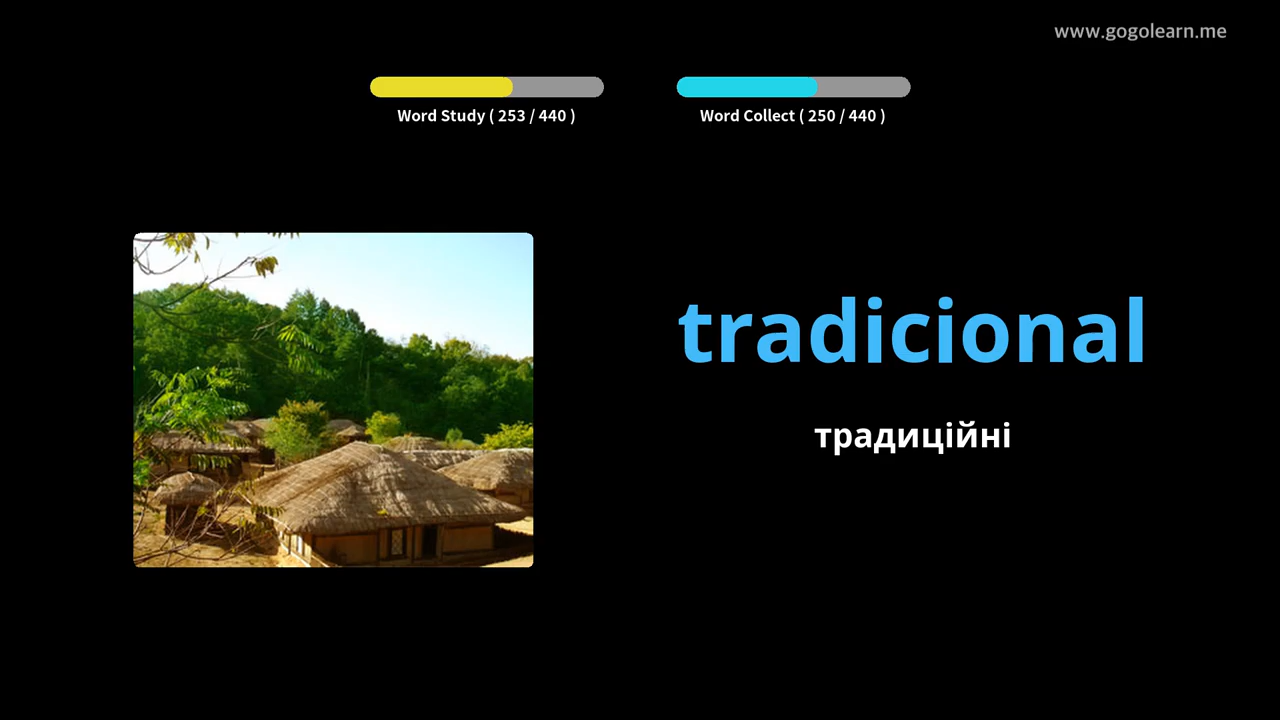 www.gogolearn.me
Word Study ( 253 / 440 )
Word Collect ( 250 / 440 )
tradicional
традиційні